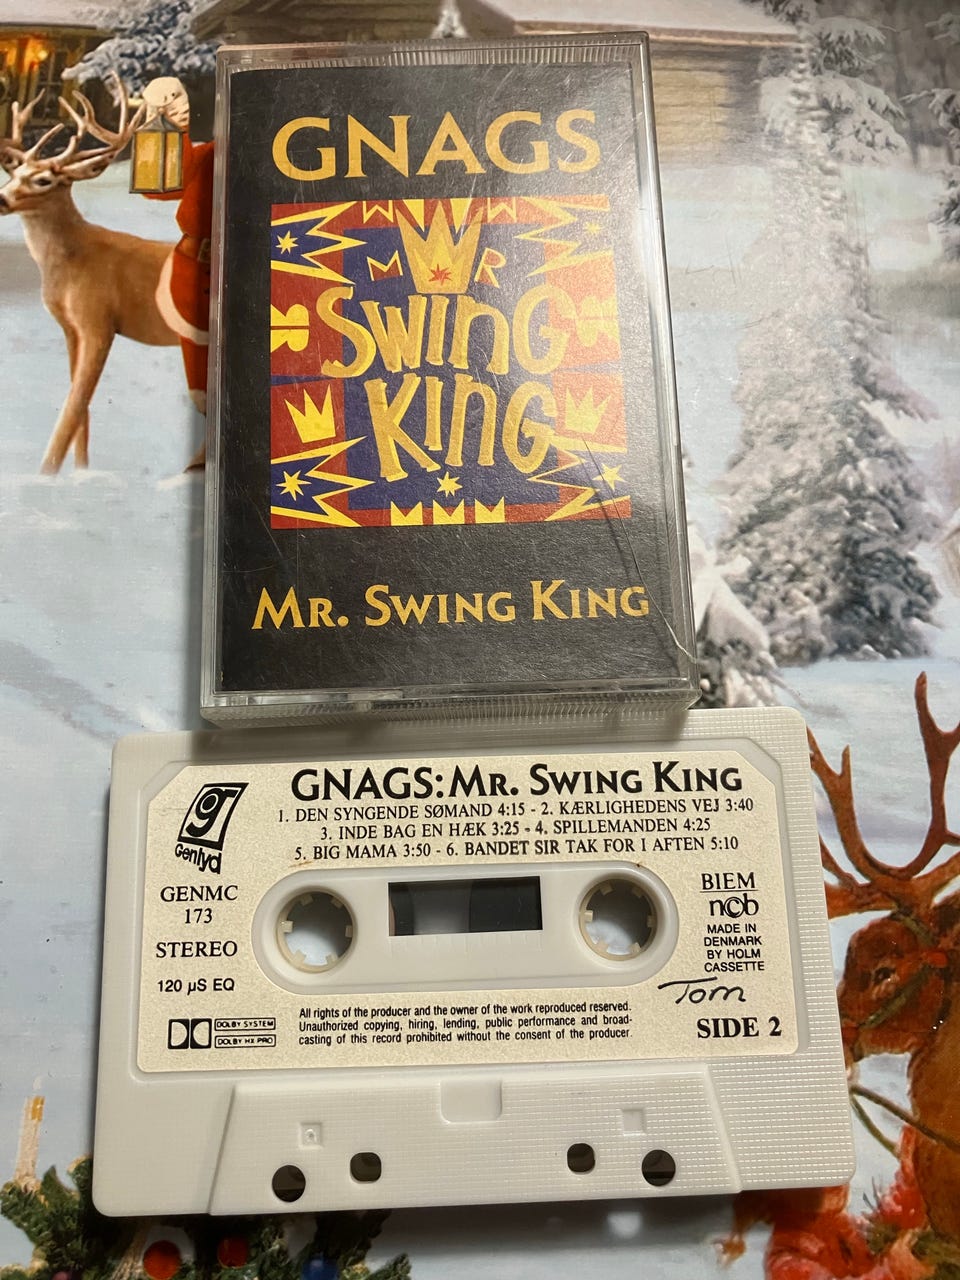 GNAGS
MR
SWING
KING
MR. SWING KING
GNAGS: MR. SWING KING
1. DEN SYNGENDE SØMAND 4:15 - 2. KÆRLIGHEDENS VEJ 3:40
3. INDE BAG EN HÆK 3:25 - 4. SPILLEMANDEN 4:25
5. BIG MAMA 3:50 - 6. BANDET SIR TAK FOR I AFTEN 5:10
Genlyd
GENMC
173
STEREO
120 µS EQ
DOLBY SYSTEM
DOLBY HX PRO
BIEM
ncb
MADE IN
DENMARK
BY HOLM
CASSETTE
Tom
SIDE 2
All rights of the producer and the owner of the work reproduced reserved.
Unauthorized copying, hiring, lending, public performance and broad-
casting of this record prohibited without the consent of the producer.